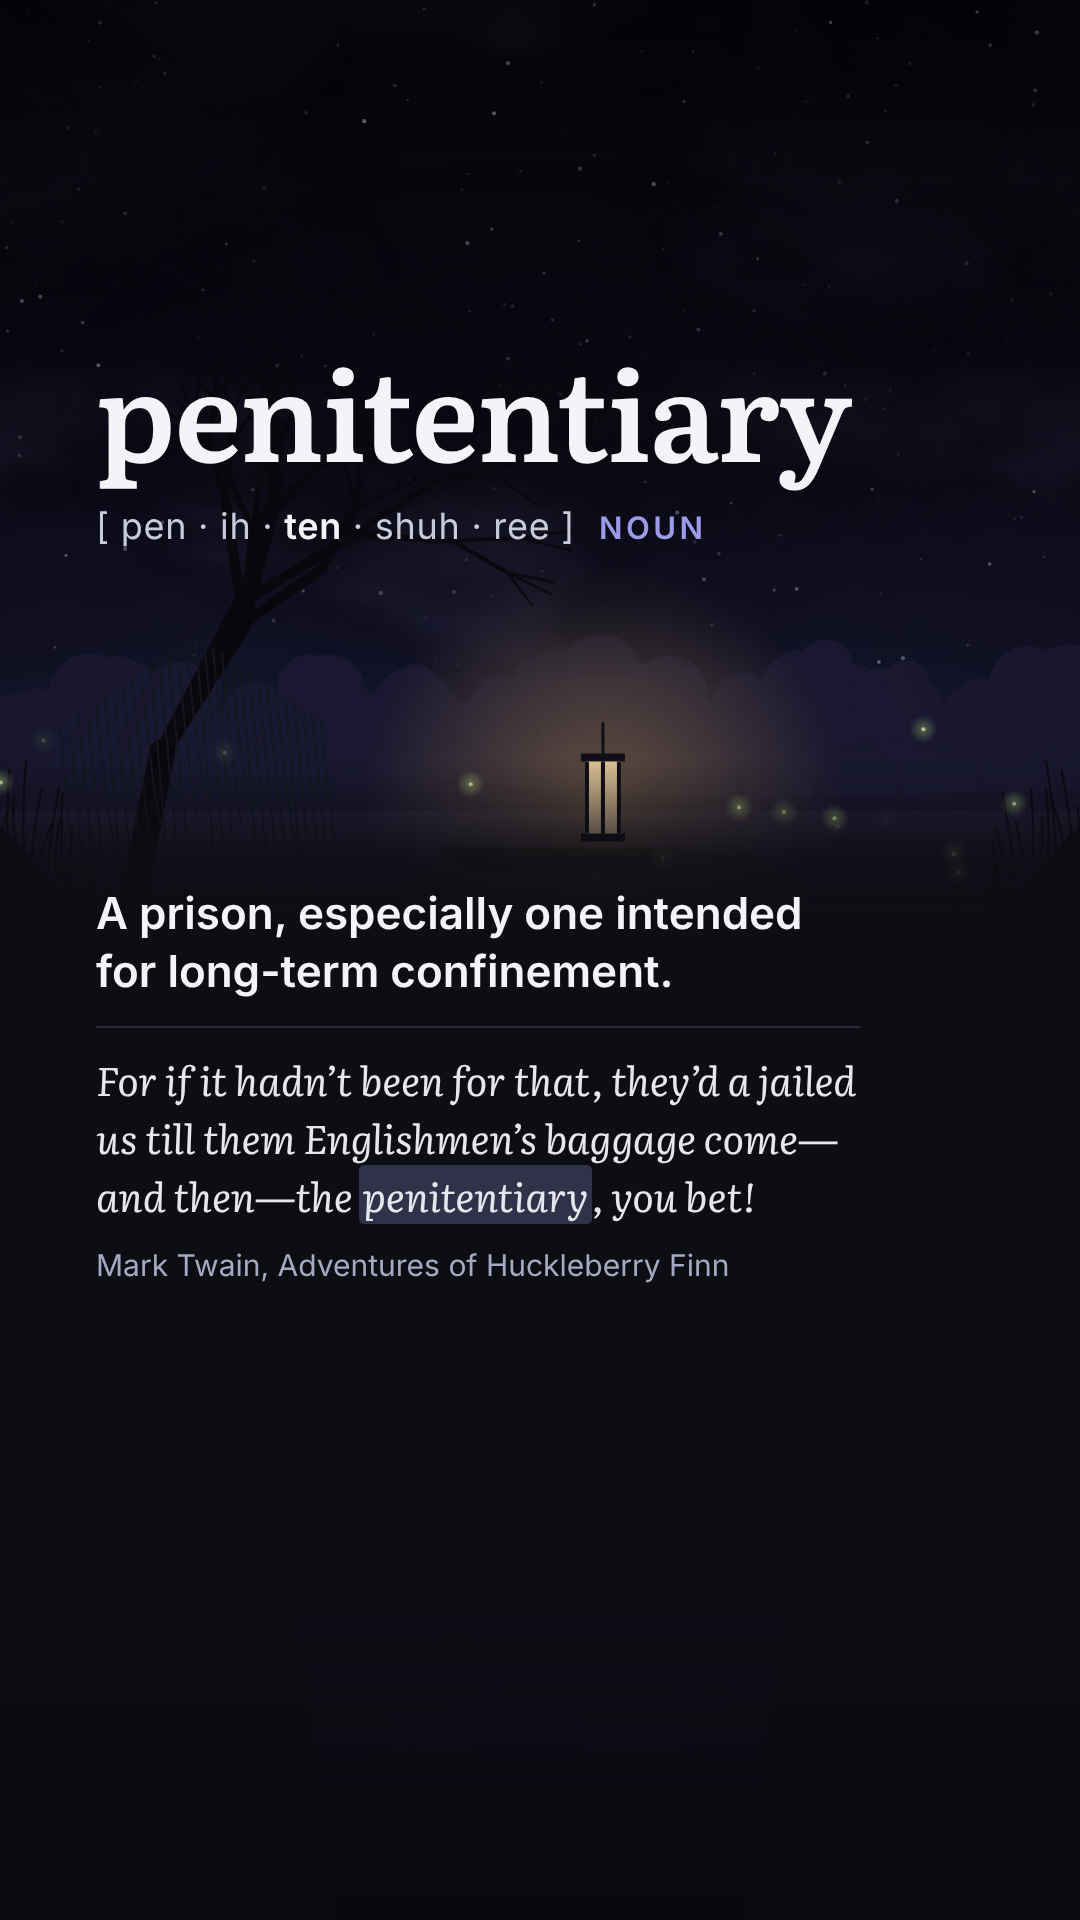 penitentiary
[ pen · ih · ten · shuh · ree ] NOUN
A prison, especially one intended
for long-term confinement.
For if it hadn’t been for that, they’d a jailed
us till them Englishmen’s baggage come—
and then—the penitentiary, you bet!
Mark Twain, Adventures of Huckleberry Finn